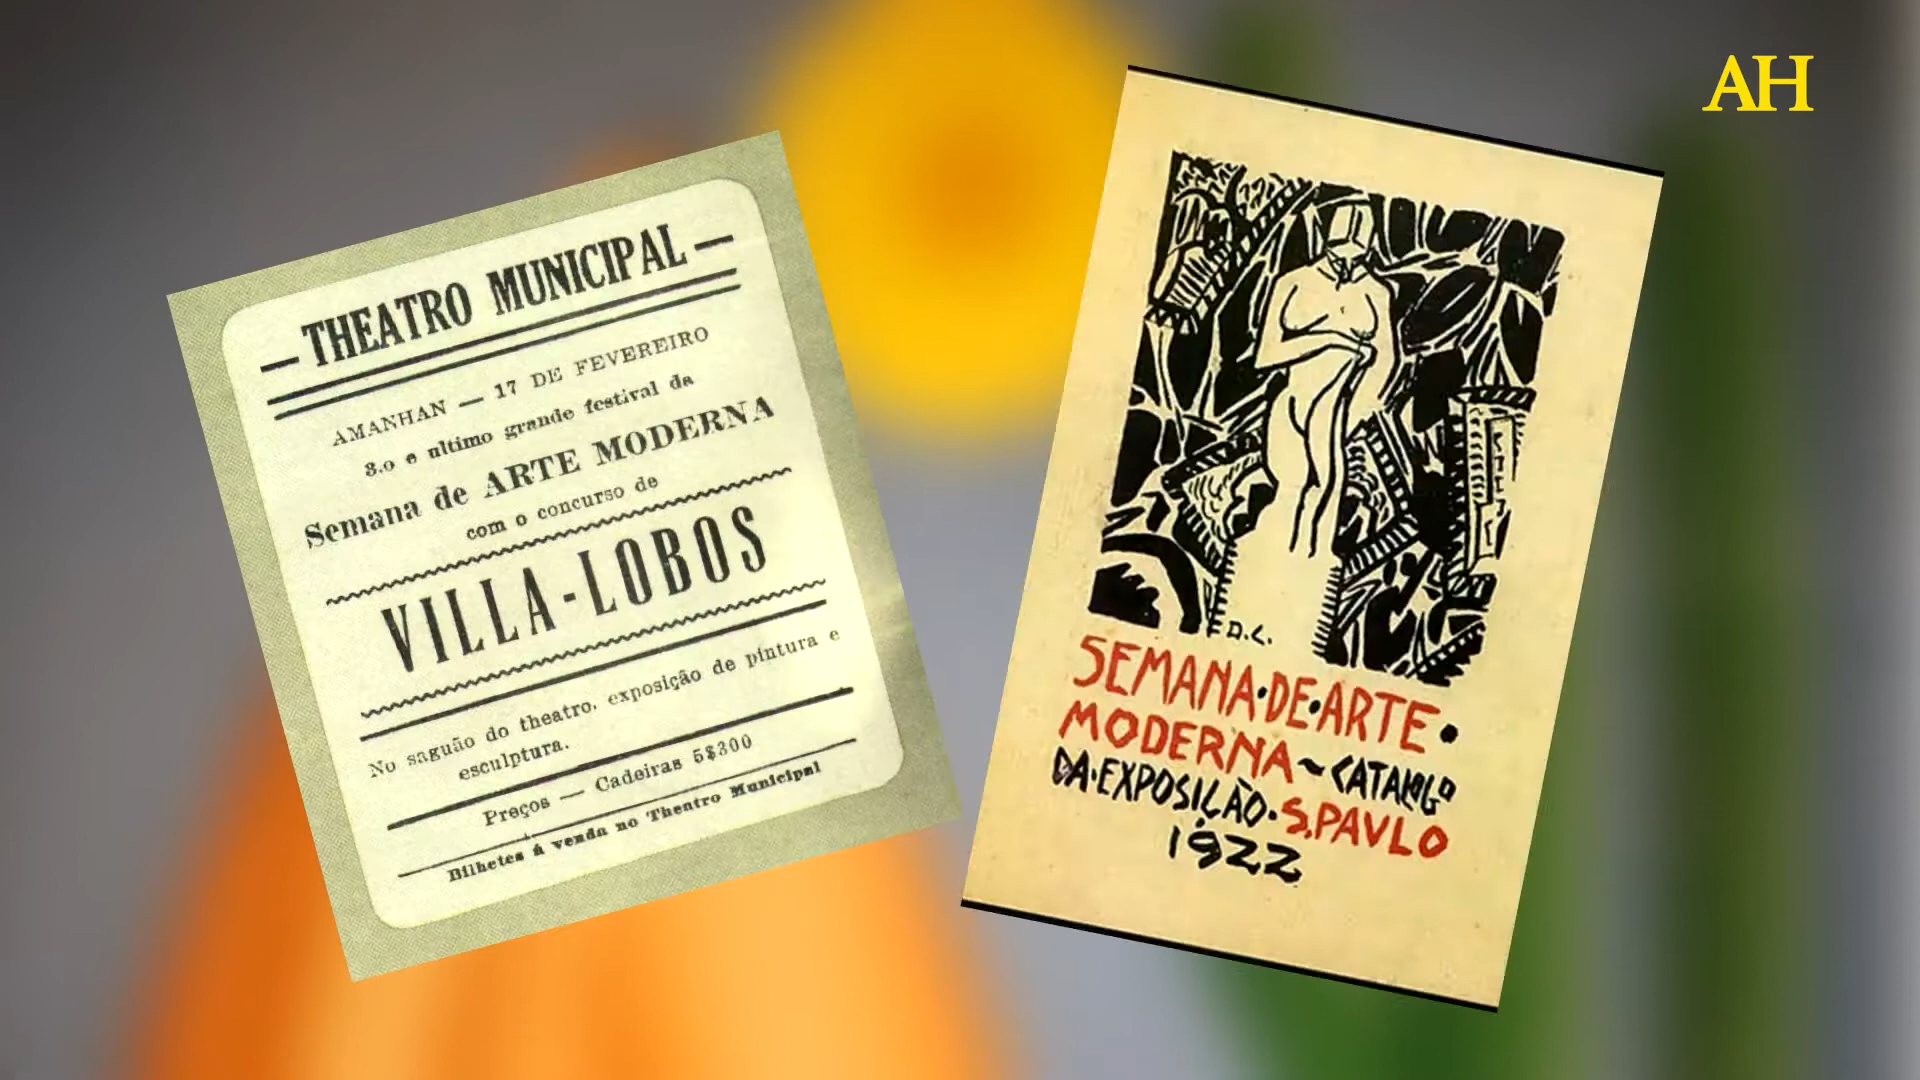 AH
— THEATRO MUNICIPAL —
AMANHAN — 17 DE FEVEREIRO
3.o e ultimo grande festival da
Semana de ARTE MODERNA
com o concurso de
VILLA-LOBOS
No saguão do theatro, exposição de pintura e
esculptura.
Preços — Cadeiras 5$300
Bilhetes á venda no Theatro Municipal
D.C.
SEMANA·DE·ARTE·
MODERNA~CATALOGO
DA·EXPOSIÇÃO·S.PAVLO
1922